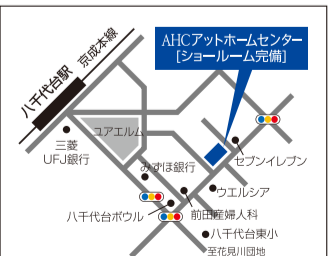 AHCアットホームセンター
[ショールーム完備]
京成本線
八千代台駅
ユアエルム
三菱
UFJ銀行
みずほ銀行
セブンイレブン
ウエルシア
八千代台ボウル
前田産婦人科
八千代台東小
至花見川団地